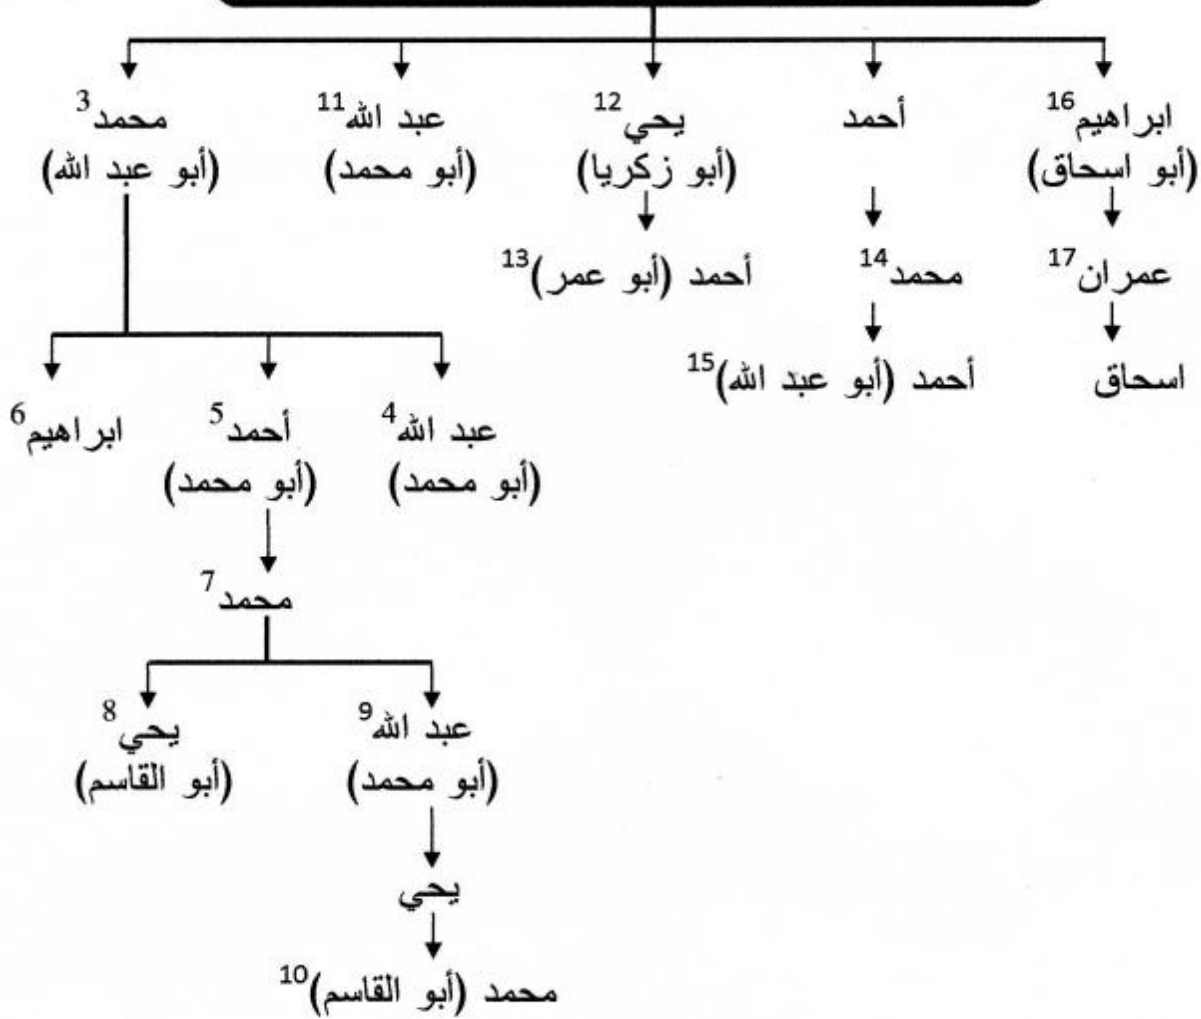 ابراهيم16 أحمد يحي12 عبد الله11 محمد3
(أبو اسحاق) (أبو زكريا) (أبو محمد) (أبو عبد الله)
عمران17 محمد14 أحمد (أبو عمر)13
اسحاق أحمد (أبو عبد الله)15
عبد الله4 أحمد5 ابراهيم6
(أبو محمد) (أبو محمد)
محمد7
عبد الله9 يحي8
(أبو محمد) (أبو القاسم)
يحي
محمد (أبو القاسم)10